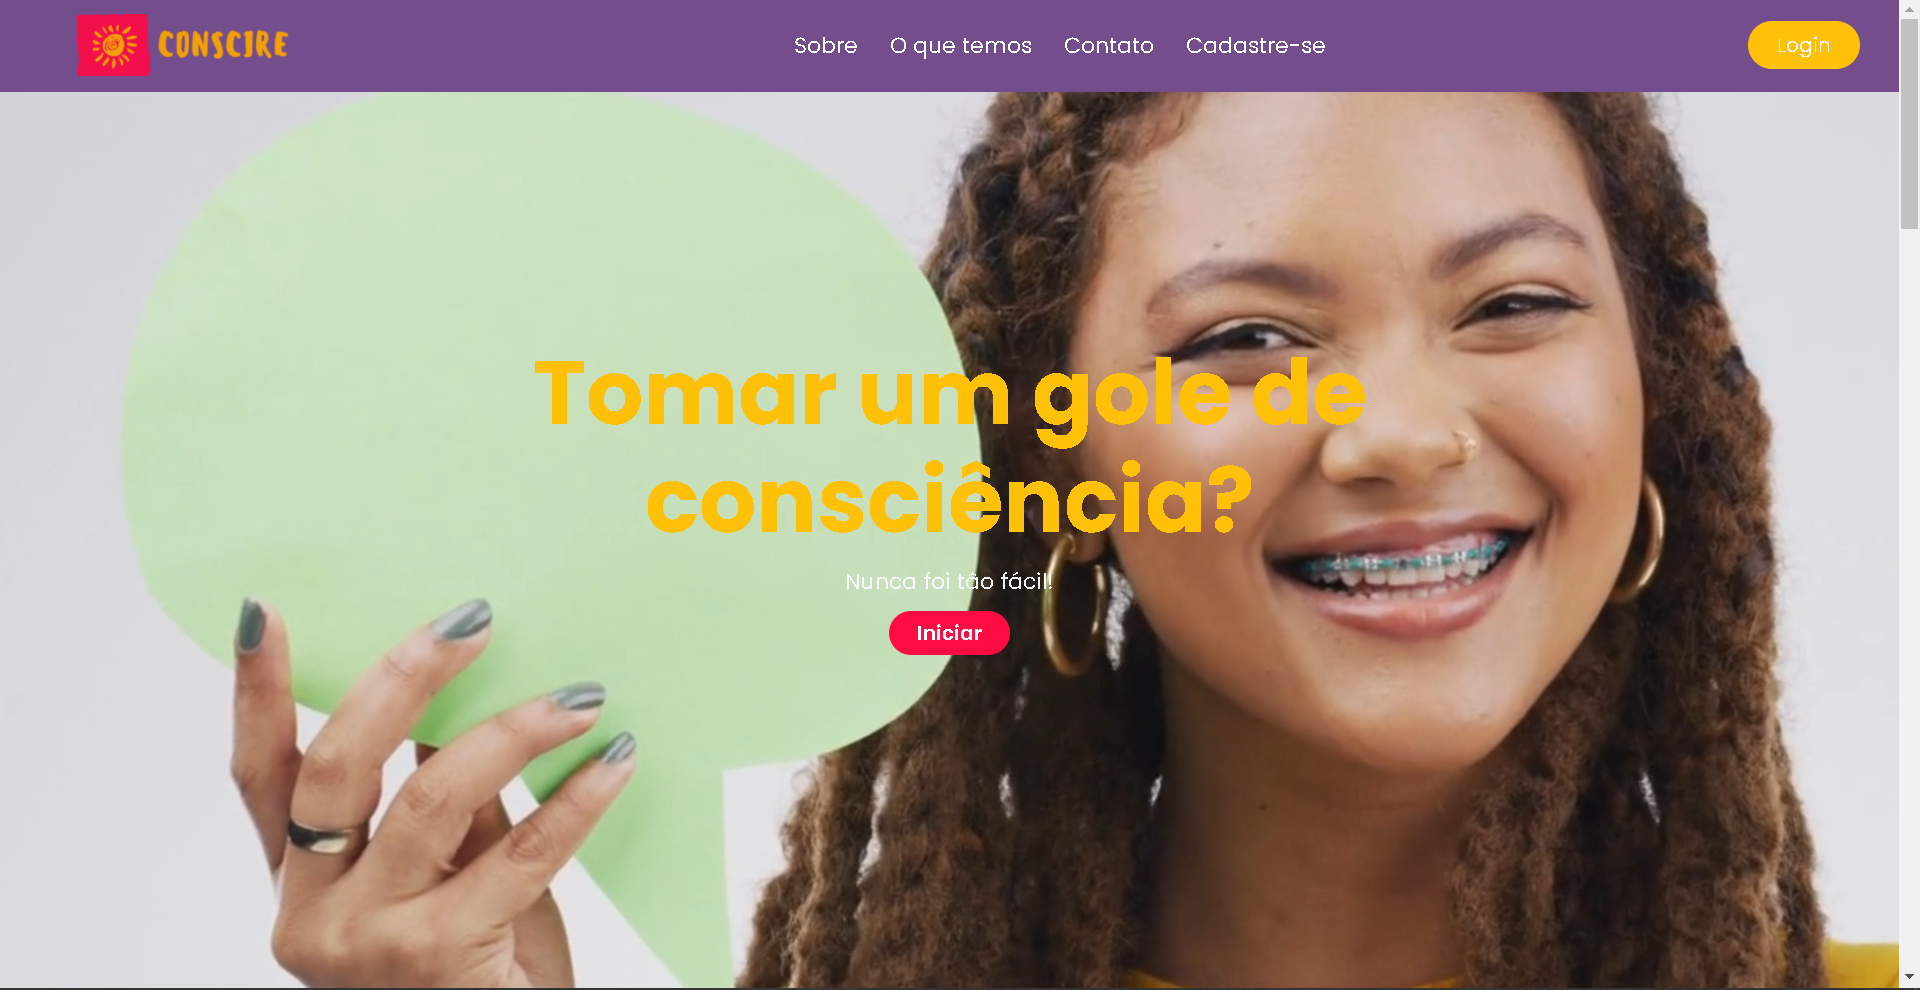 CONSCIRE
Sobre
O que temos
Contato
Cadastre-se
Login
Tomar um gole de
consciência?
Nunca foi tão fácil!
Iniciar